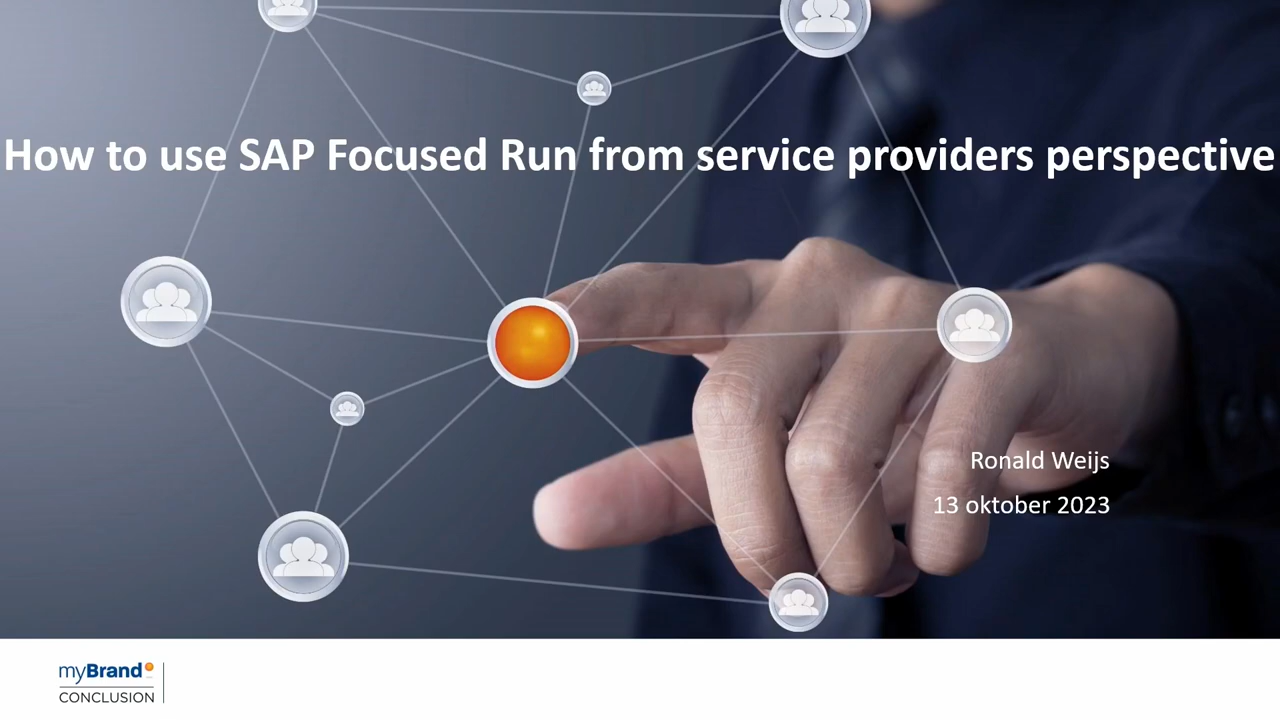 How to use SAP Focused Run from service providers perspective
Ronald Weijs
13 oktober 2023
myBrand
CONCLUSION